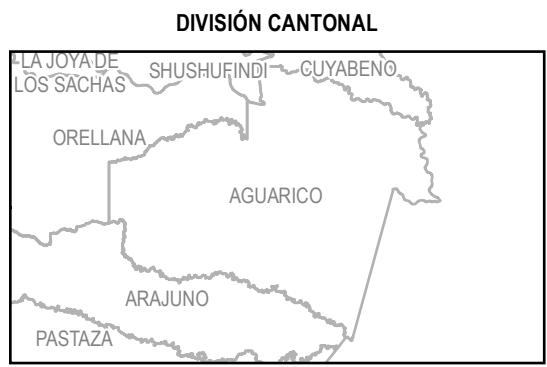 DIVISIÓN CANTONAL
LA JOYA DE
LOS SACHAS
SHUSHUFINDI
CUYABENO
ORELLANA
AGUARICO
ARAJUNO
PASTAZA